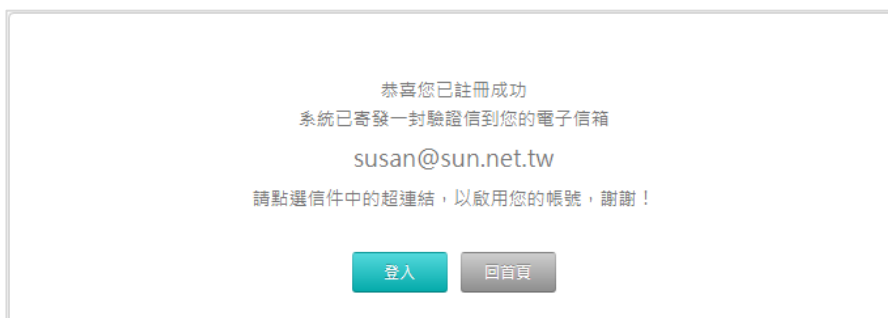 恭喜您已註冊成功
系統已寄發一封驗證信到您的電子信箱
susan@sun.net.tw
請點選信件中的超連結，以啟用您的帳號，謝謝！
登入 回首頁